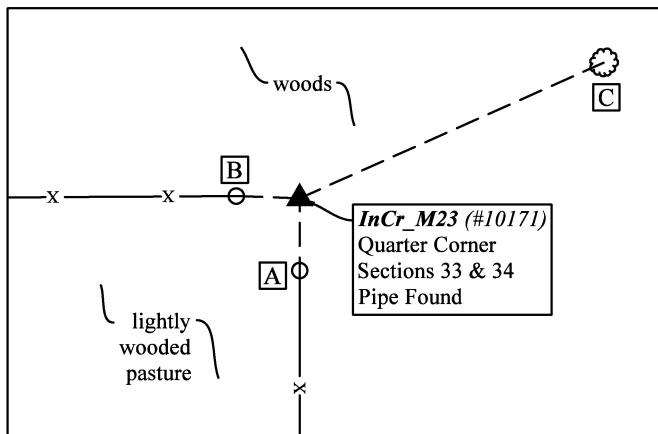 woods
C
B
x x
InCr_M23 (#10171)
Quarter Corner
Sections 33 & 34
Pipe Found
A
lightly
wooded
pasture
x